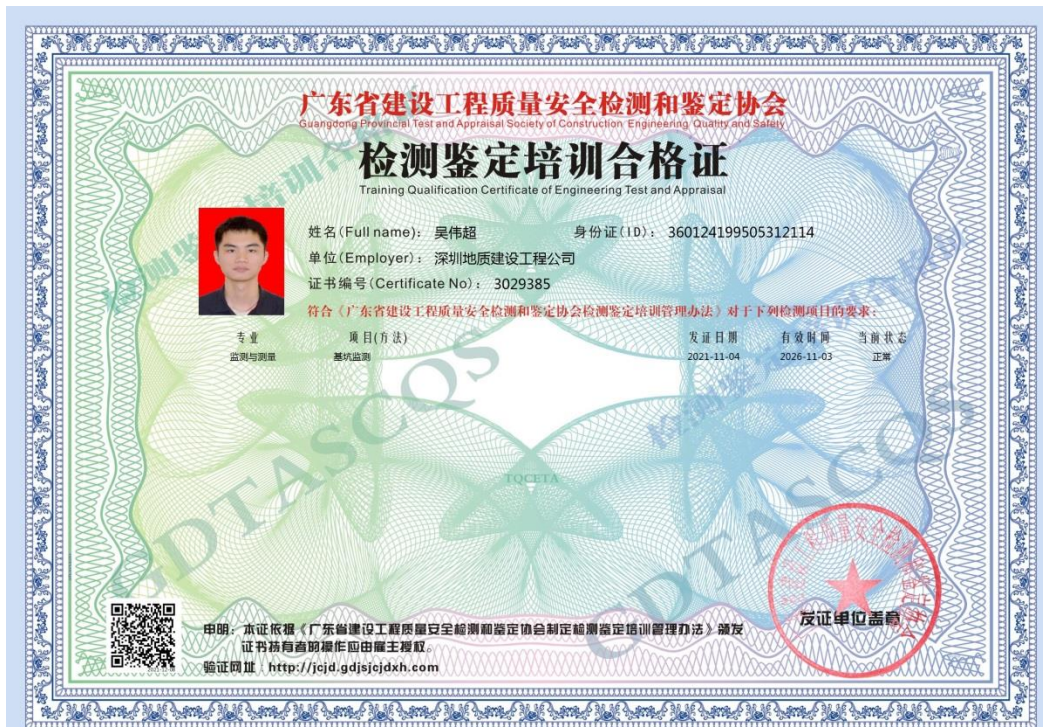 广东省建设工程质量安全检测和鉴定协会
Guangdong Provincial Test and Appraisal Society of Construction Engineering Quality and Safety
检测鉴定培训合格证
Training Qualification Certificate of Engineering Test and Appraisal
姓名(Full name)： 吴伟超 身份证(ID)： 360124199505312114
单位(Employer)： 深圳地质建设工程公司
证书编号(Certificate No)： 3029385
符合《广东省建设工程质量安全检测和鉴定协会检测鉴定培训管理办法》对于下列检测项目的要求：
专业 项目(方法) 发证日期 有效时间 当前状态
监测与测量 基坑监测 2021-11-04 2026-11-03 正常
GDTASCQS
GDTASCQS
TQCETA
发证单位盖章
申明：本证依据《广东省建设工程质量安全检测和鉴定协会制定检测鉴定培训管理办法》颁发
证书持有者的操作应由雇主授权。
验证网址 http://jcjd.gdjsjcjdxh.com